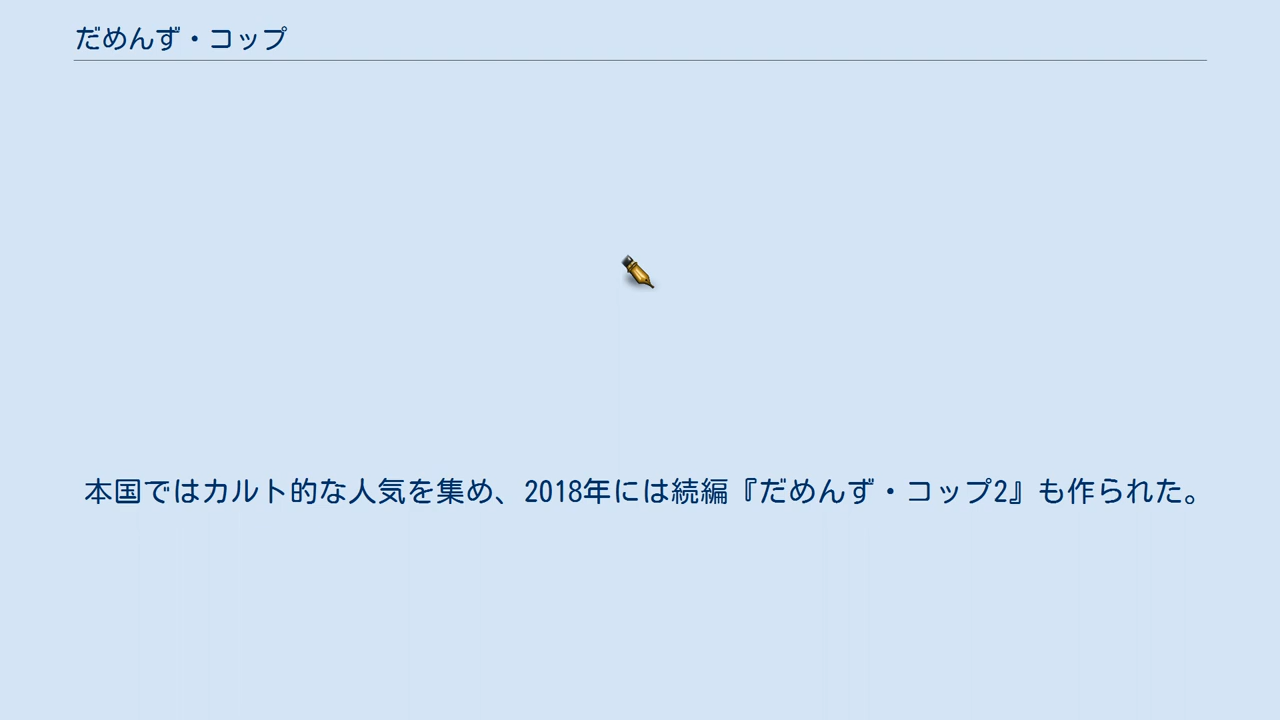 だめんず・コップ
本国ではカルト的な人気を集め、2018年には続編『だめんず・コップ2』も作られた。